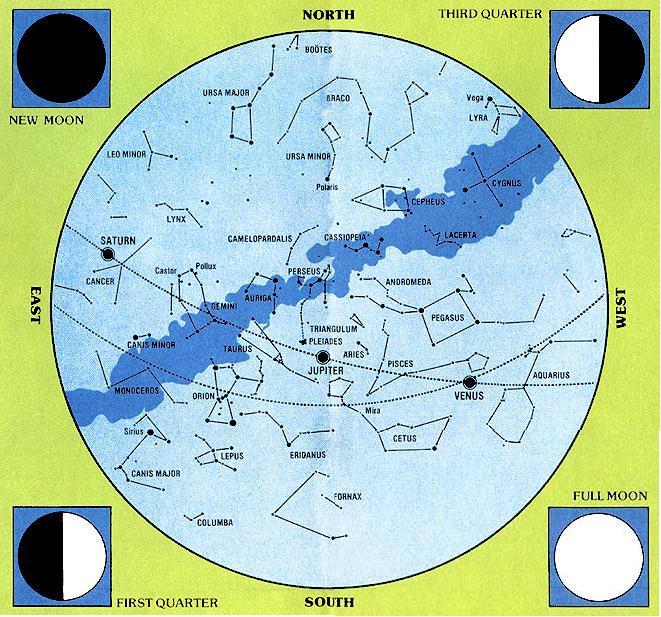 NORTH
THIRD QUARTER
NEW MOON
BOÖTES
URSA MAJOR
DRACO
Vega
LYRA
LEO MINOR
URSA MINOR
Polaris
CYGNUS
CEPHEUS
LYNX
CAMELOPARDALIS
CASSIOPEIA
LACERTA
SATURN
CANCER
Castor
Pollux
PERSEUS
ANDROMEDA
EAST
WEST
GEMINI
AURIGA
PEGASUS
TRIANGULUM
PLEIADES
CANIS MINOR
TAURUS
ARIES
JUPITER
PISCES
AQUARIUS
MONOCEROS
ORION
VENUS
Mira
Sirius
CETUS
LEPUS
ERIDANUS
CANIS MAJOR
FORNAX
COLUMBA
FULL MOON
FIRST QUARTER
SOUTH